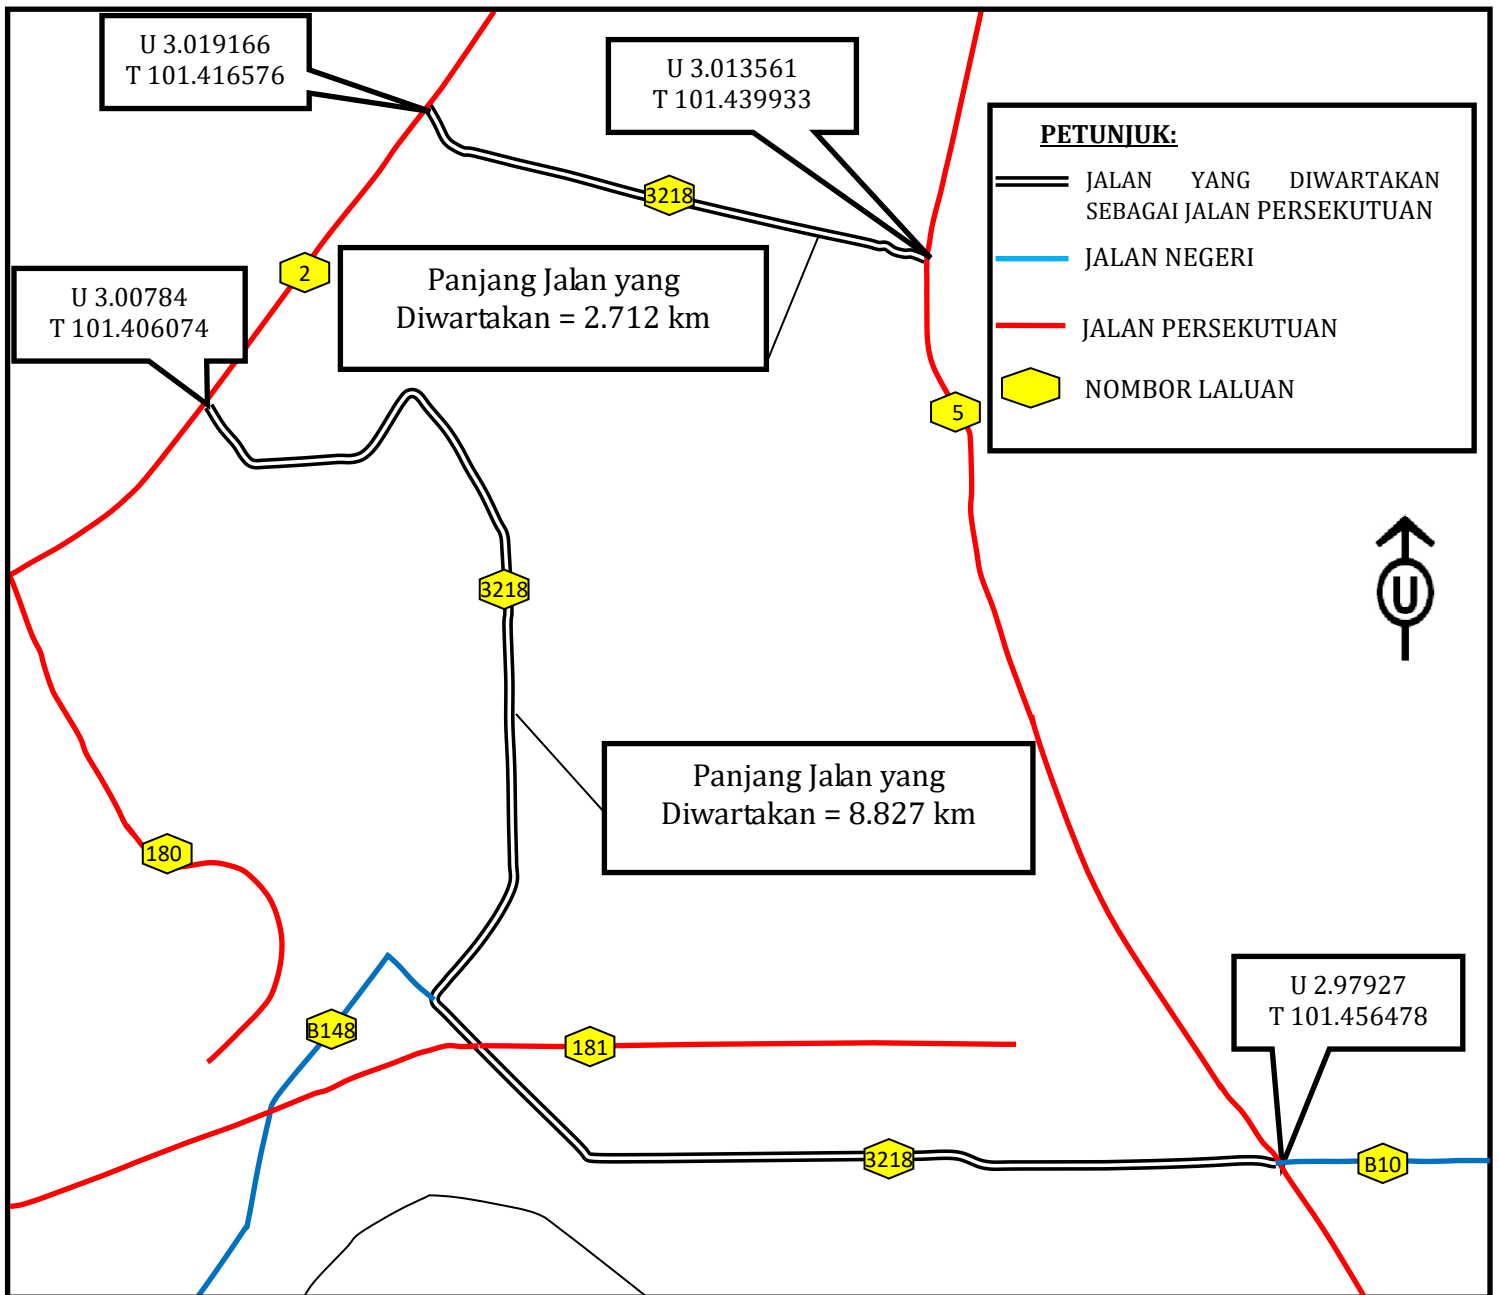 U 3.019166
T 101.416576
U 3.013561
T 101.439933
PETUNJUK:
JALAN YANG DIWARTAKAN
SEBAGAI JALAN PERSEKUTUAN
JALAN NEGERI
JALAN PERSEKUTUAN
NOMBOR LALUAN
3218
2
Panjang Jalan yang
Diwartakan = 2.712 km
U 3.00784
T 101.406074
5
U
3218
Panjang Jalan yang
Diwartakan = 8.827 km
180
U 2.97927
T 101.456478
B148
181
3218
B10